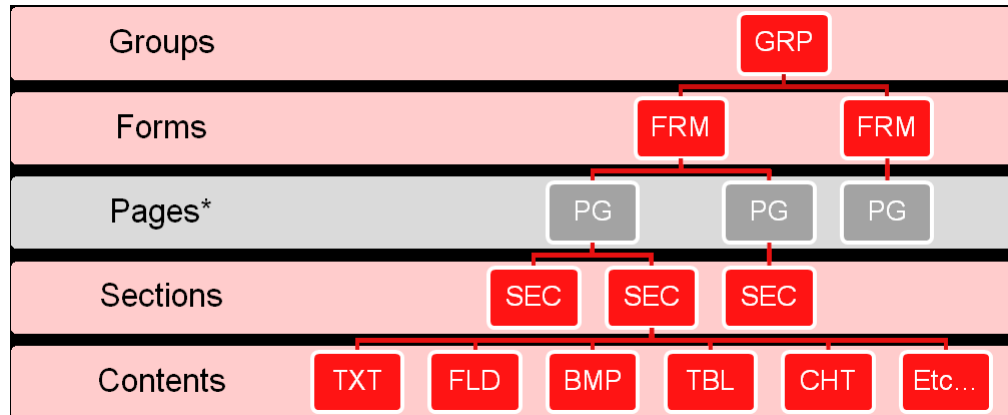 Groups GRP
Forms FRM FRM
Pages* PG PG PG
Sections SEC SEC SEC
Contents TXT FLD BMP TBL CHT Etc...